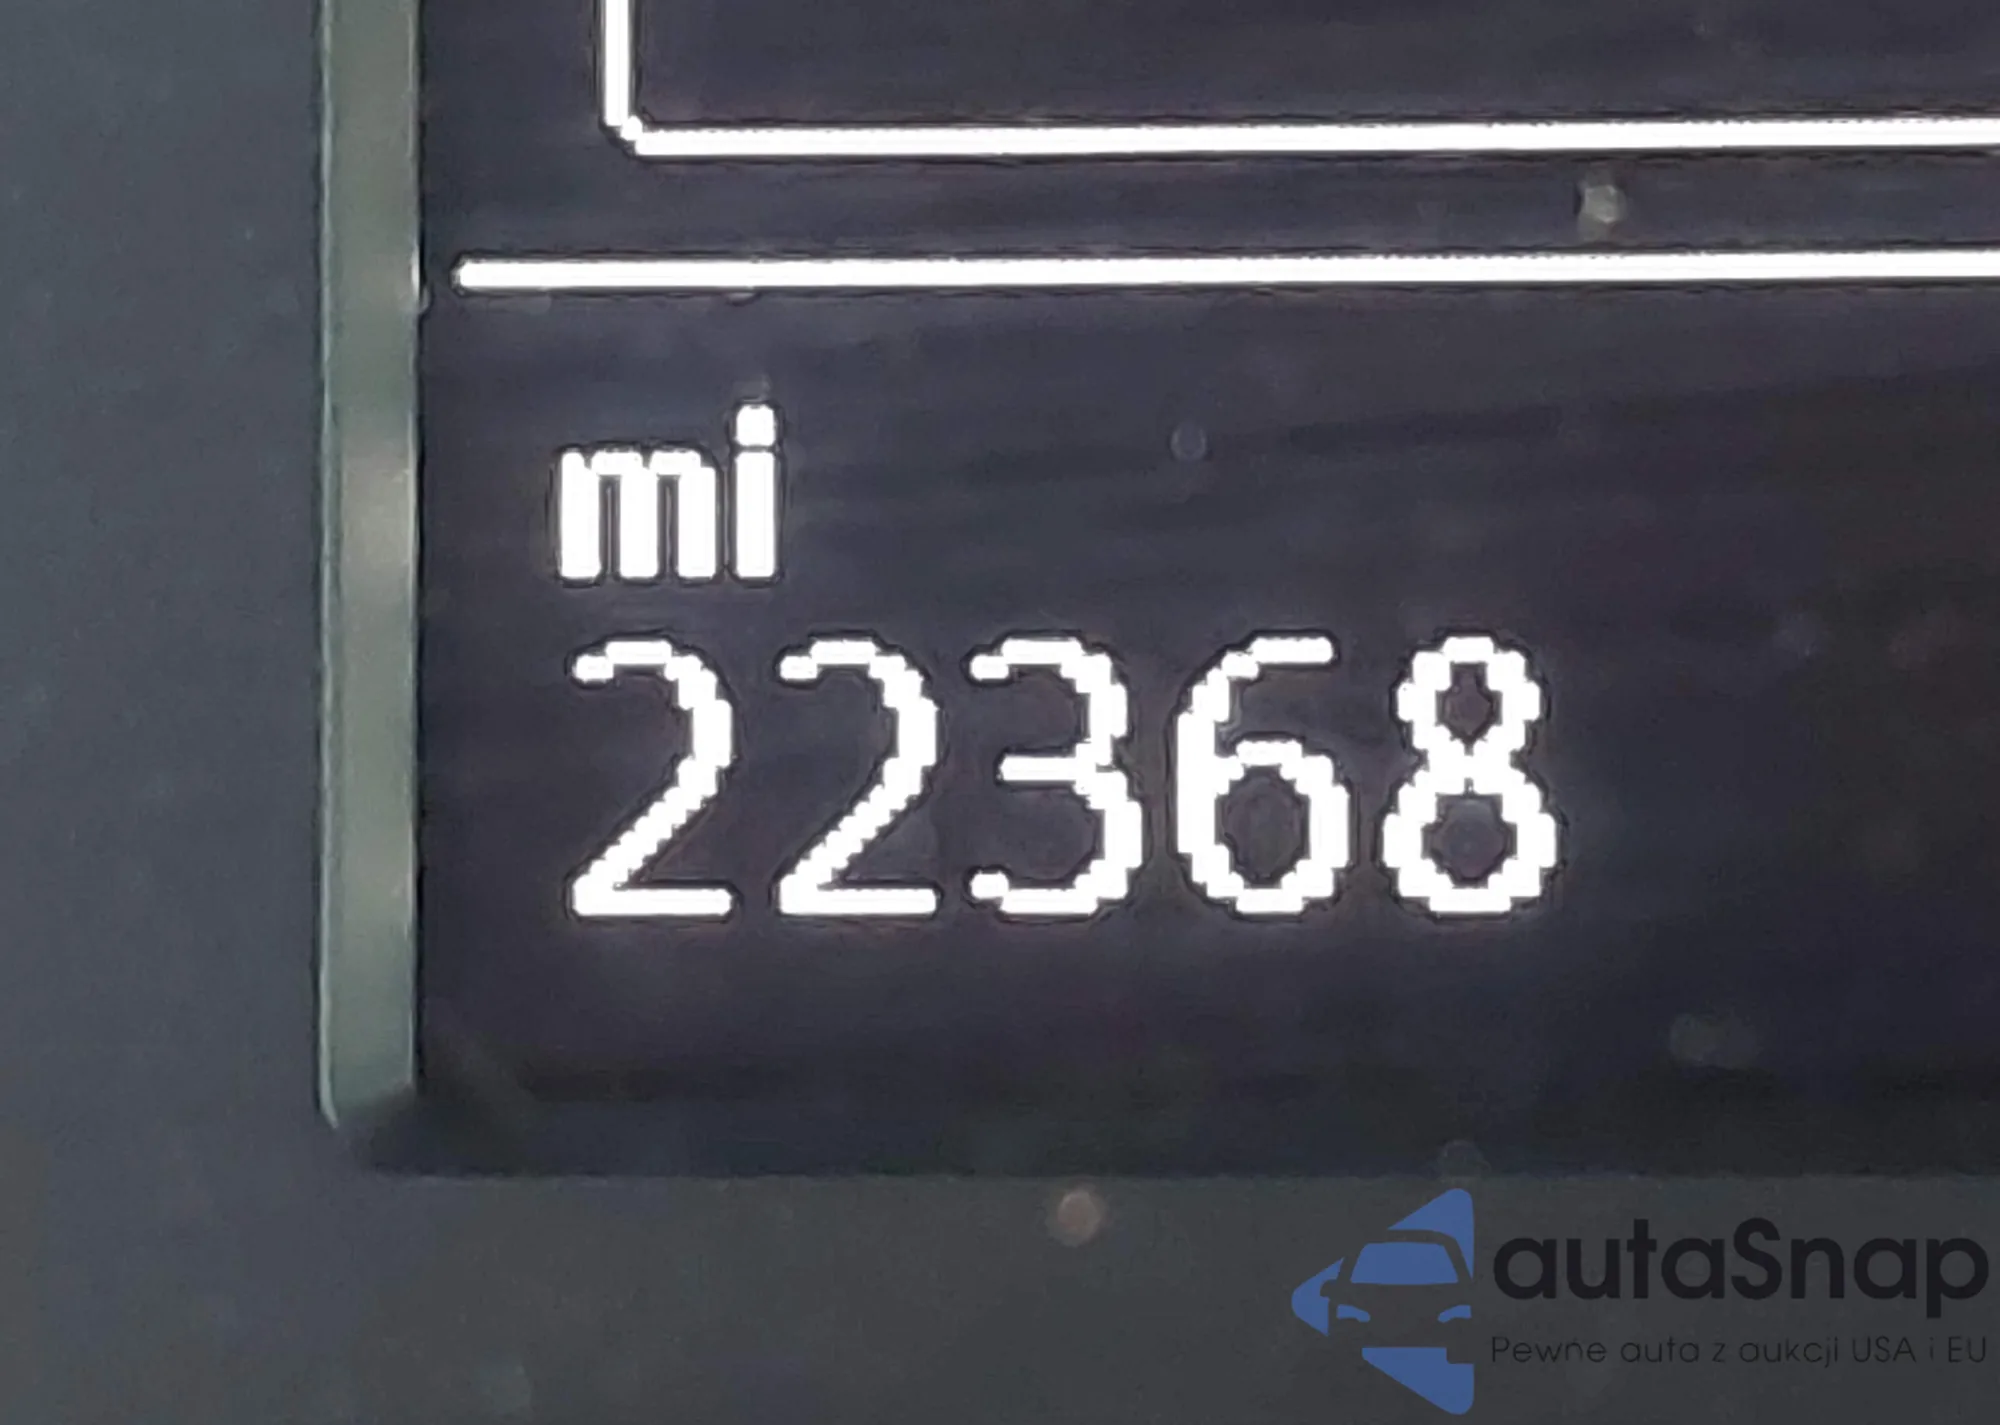 mi
22368
autaSnap
Pewne auta z aukcji USA i EU